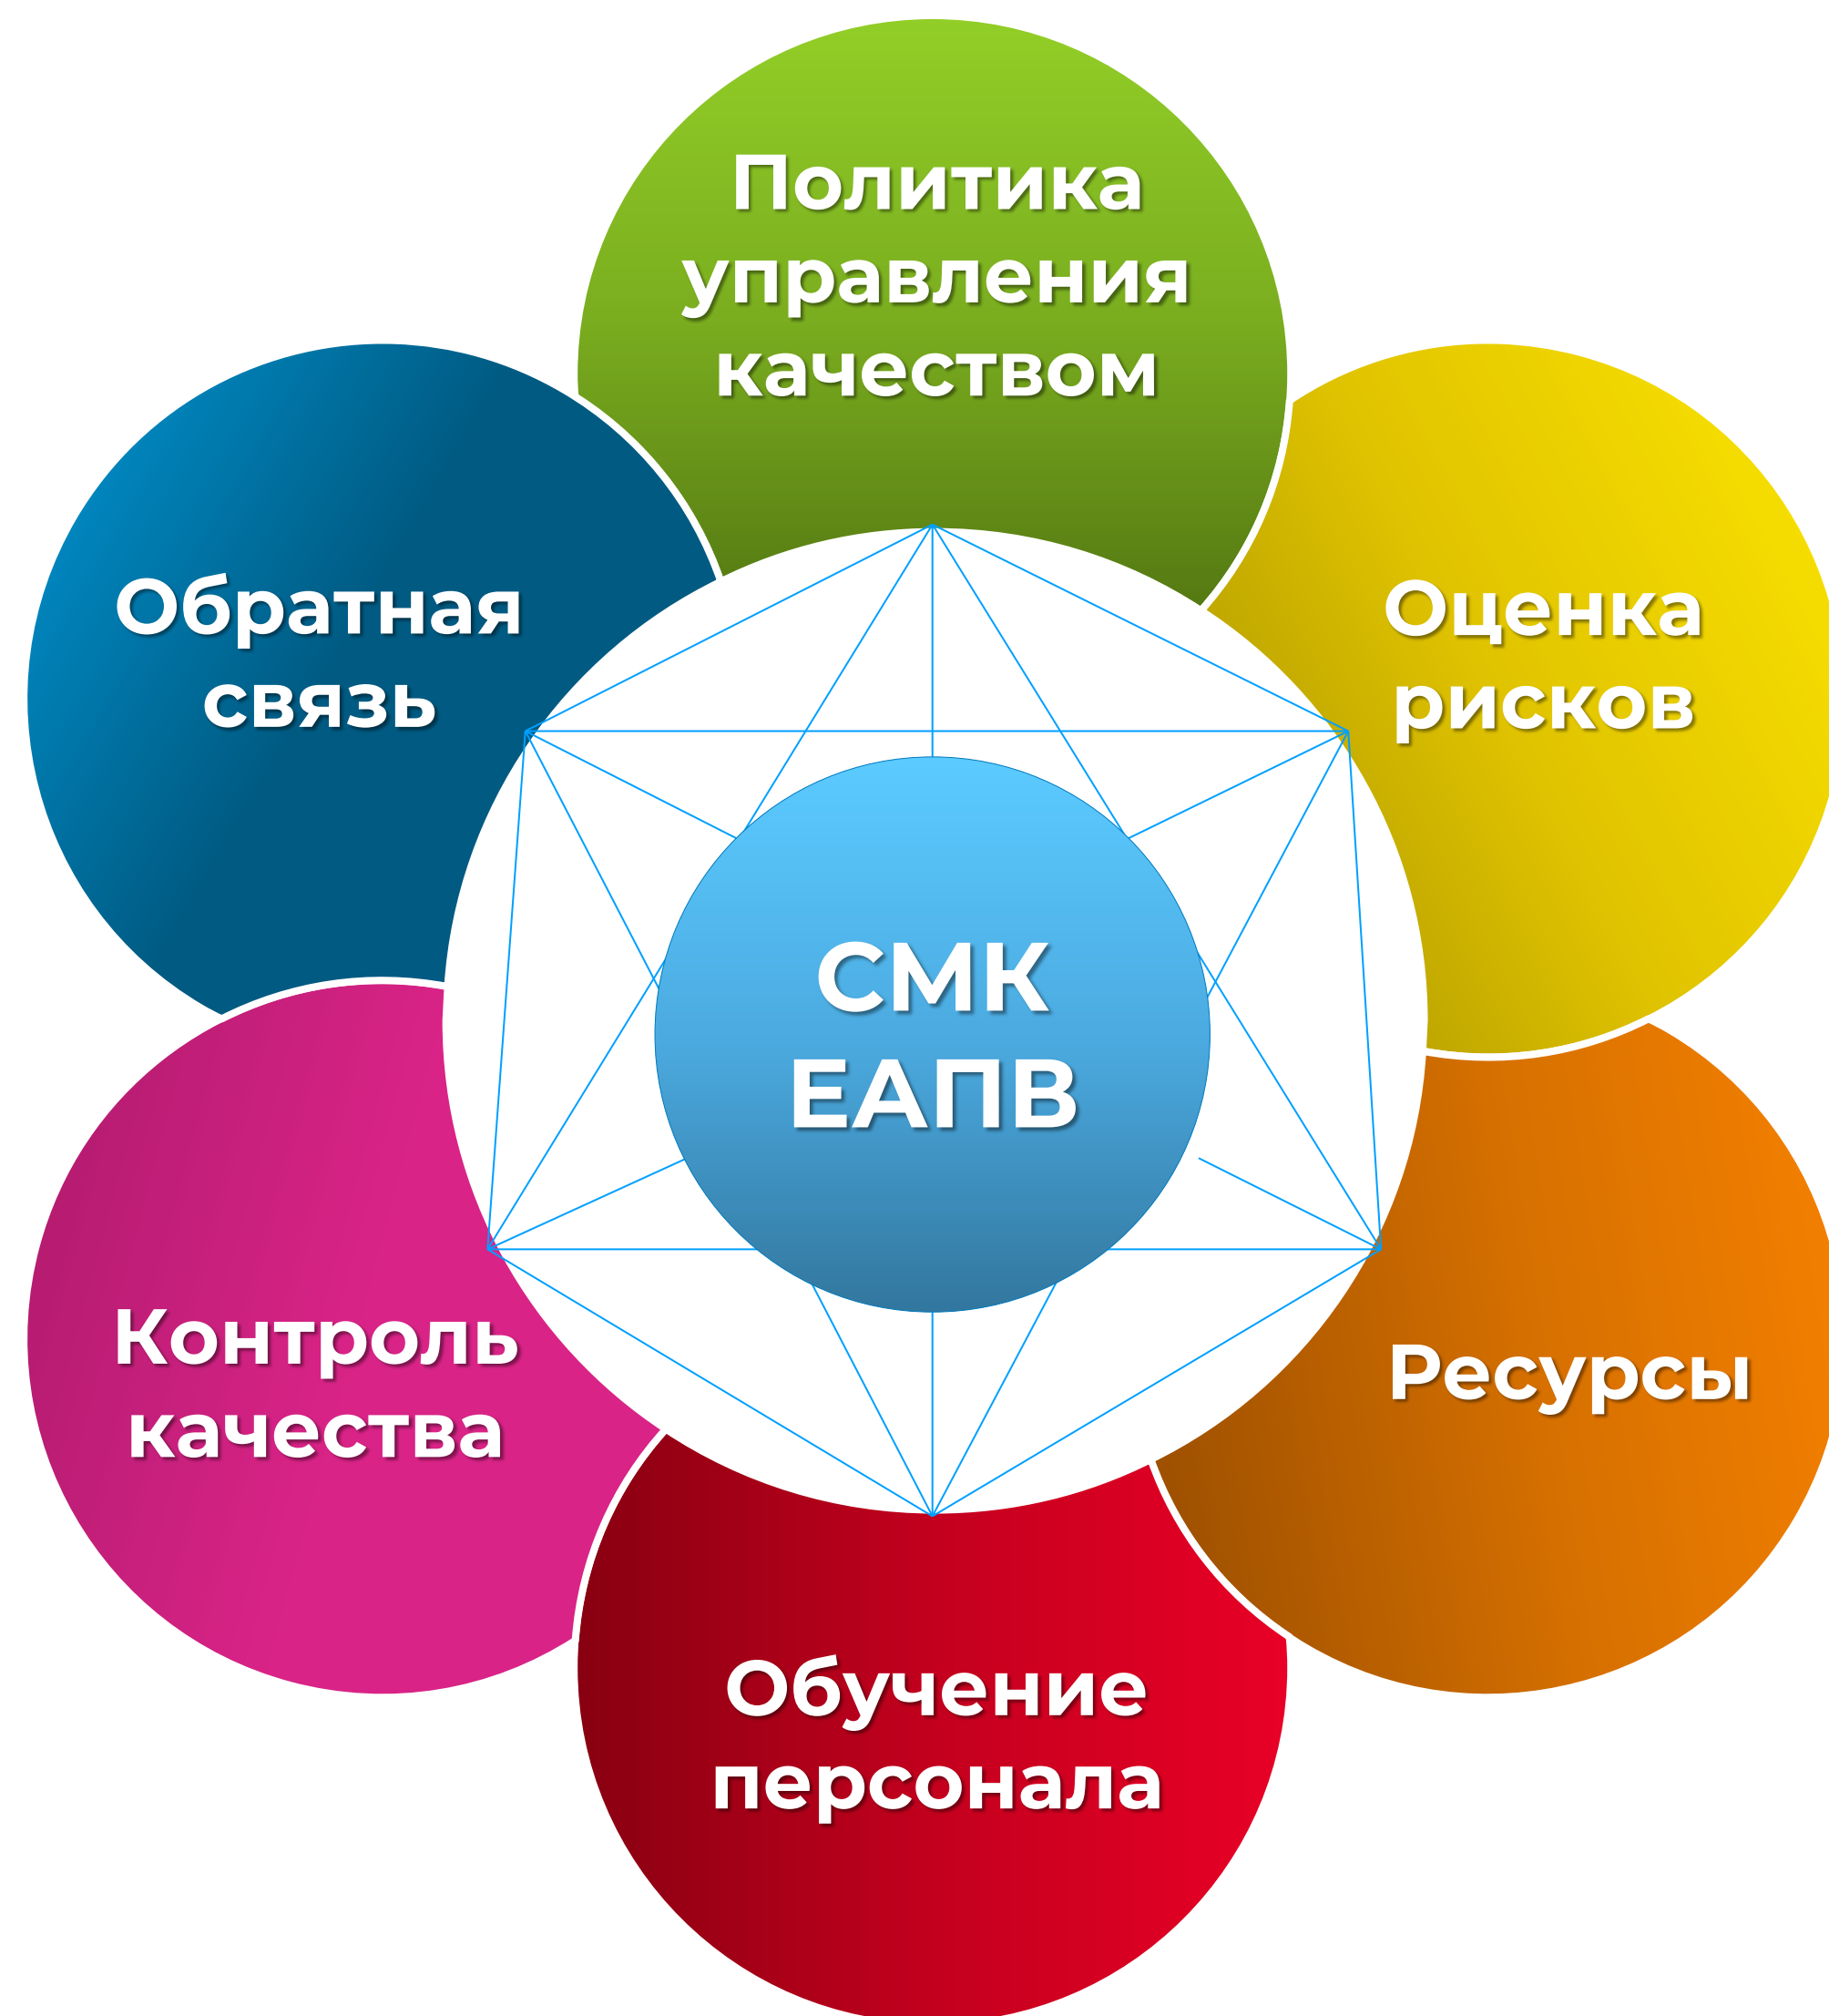 Политика
управления
качеством
Оценка
рисков
Ресурсы
Обучение
персонала
Контроль
качества
Обратная
связь
СМК
ЕАПВ